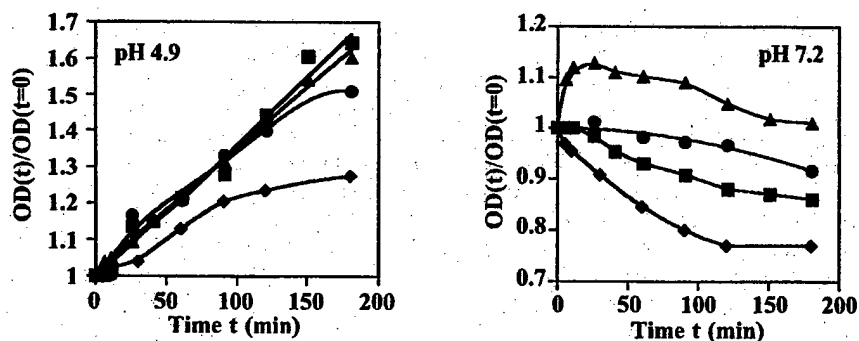 OD(t)/OD(t=0)
1.7
1.6
1.5
1.4
1.3
1.2
1.1
1
pH 4.9
0 50 100 150 200
Time t (min)
OD(t)/OD(t=0)
1.2
1.1
1
0.9
0.8
0.7
pH 7.2
0 50 100 150 200
Time t (min)